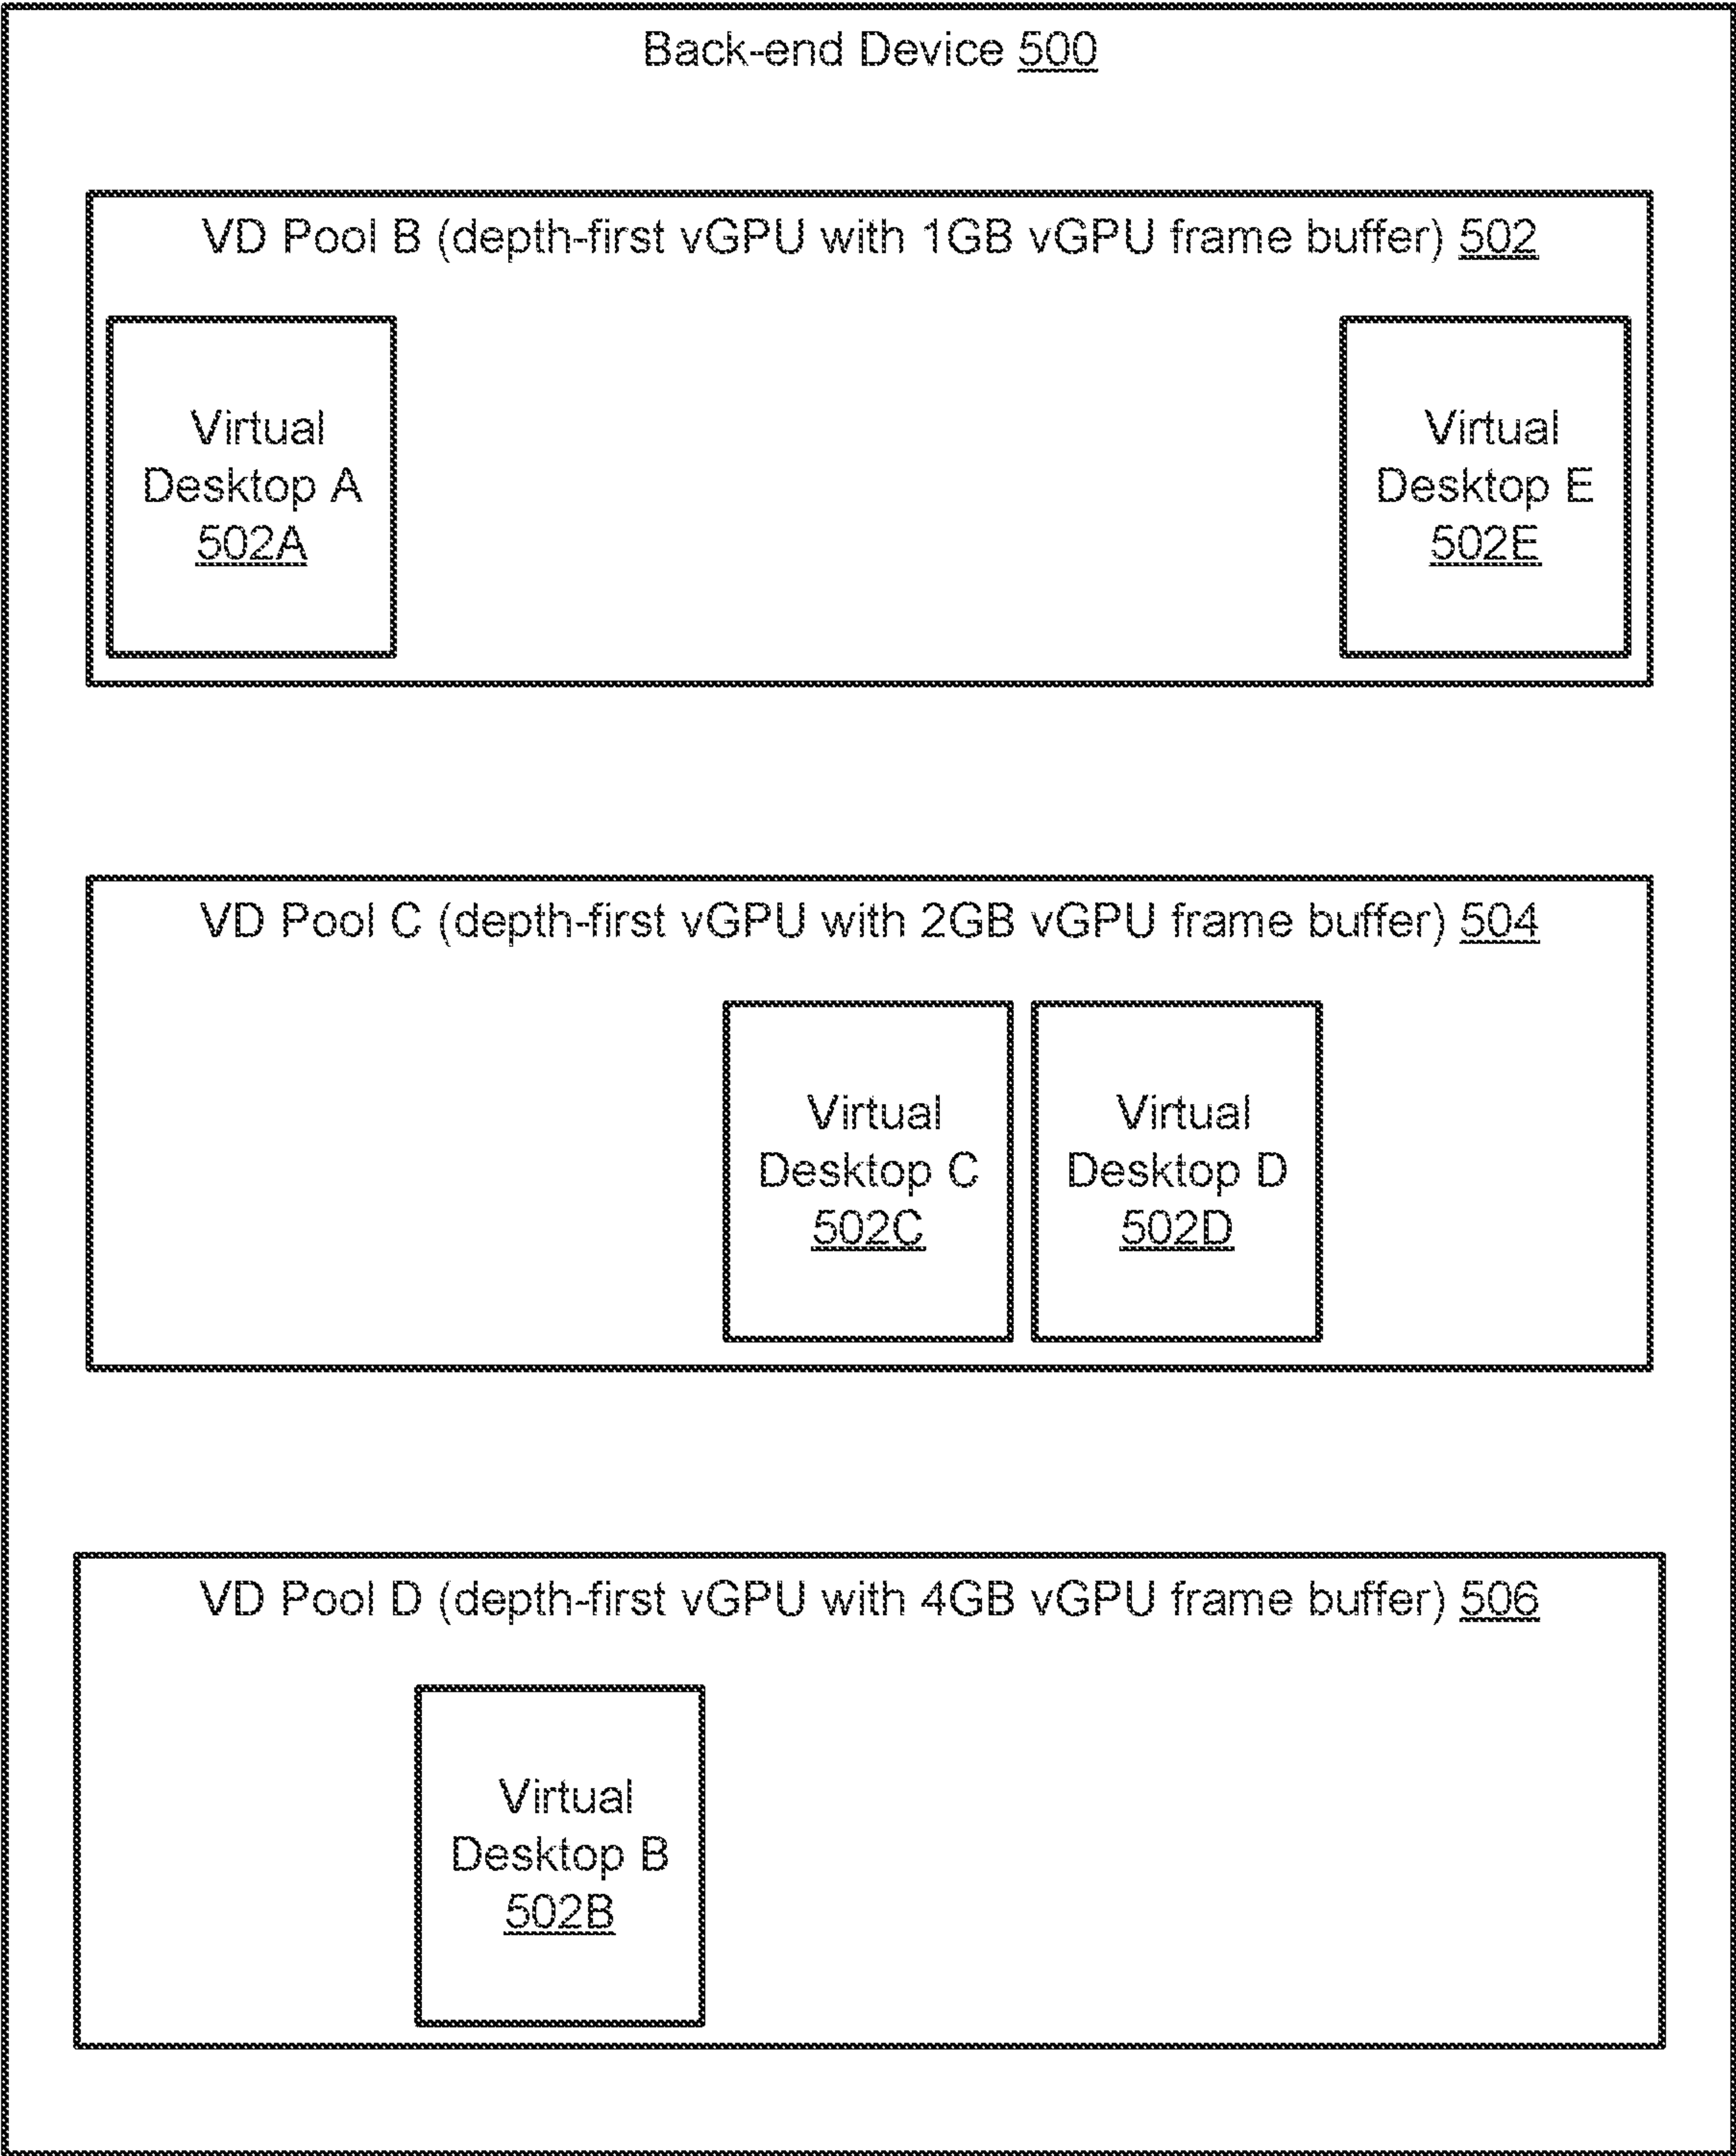 Back-end Device 500
VD Pool B (depth-first vGPU with 1GB vGPU frame buffer) 502
Virtual
Desktop A
502A
Virtual
Desktop E
502E
VD Pool C (depth-first vGPU with 2GB vGPU frame buffer) 504
Virtual
Desktop C
502C
Virtual
Desktop D
502D
VD Pool D (depth-first vGPU with 4GB vGPU frame buffer) 506
Virtual
Desktop B
502B